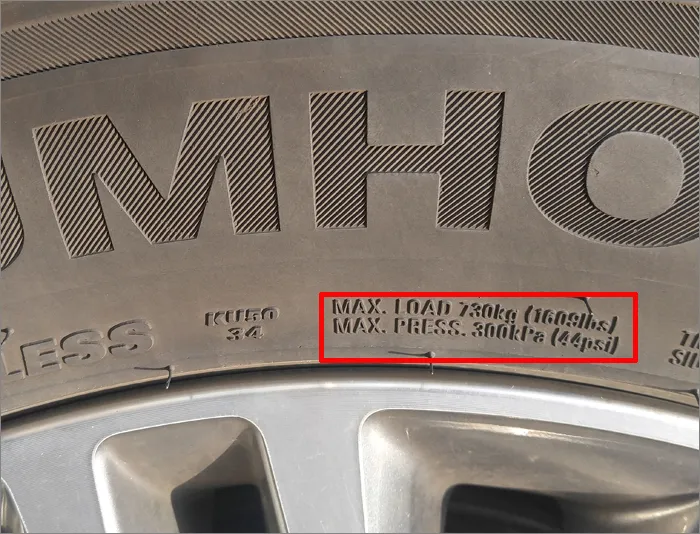 UMHO
KU50
34
MAX. LOAD 730kg (1609lbs)
MAX. PRESS. 300kPa (44psi)
LESS